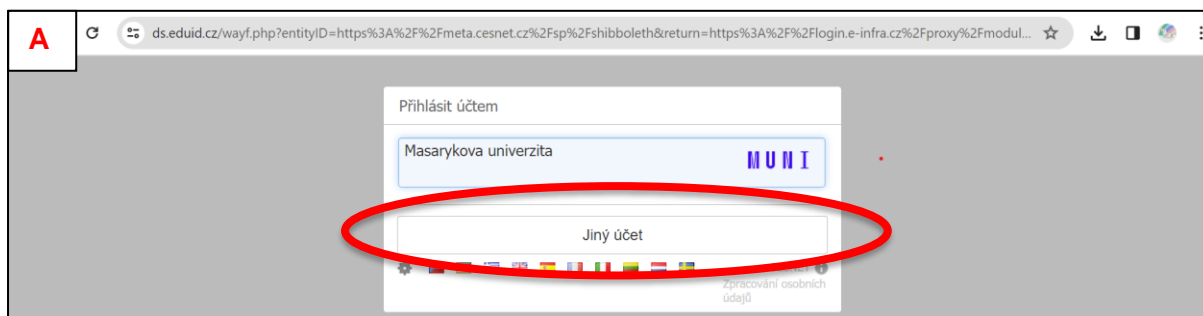 A
ds.eduid.cz/wayf.php?entityID=https%3A%2F%2Fmeta.cesnet.cz%2Fsp%2Fshibboleth&return=https%3A%2F%2Flogin.e-infra.cz%2Fproxy%2Fmodul...
Přihlásit účtem
Masarykova univerzita
MUNI
Jiný účet
Zpracování osobních
údajů